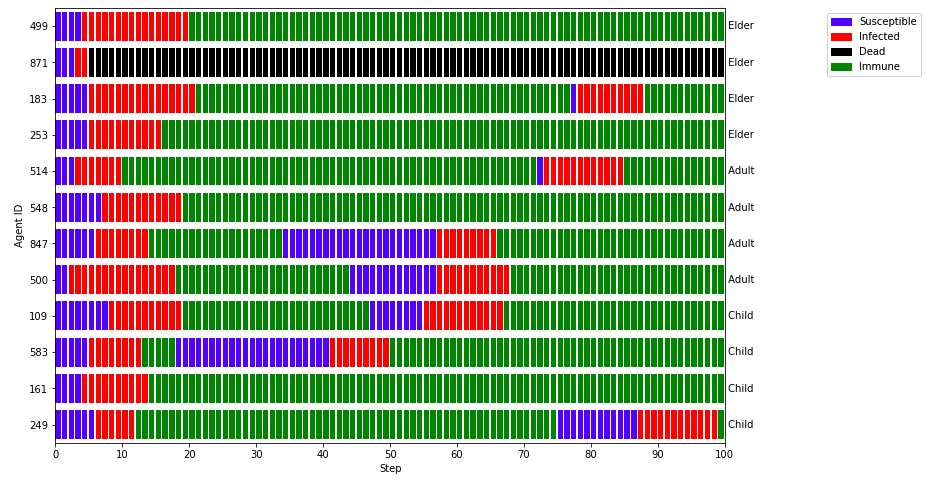 499 Elder
871 Elder
183 Elder
253 Elder
514 Adult
548 Adult
847 Adult
500 Adult
109 Child
583 Child
161 Child
249 Child
Agent ID
0 10 20 30 40 50 60 70 80 90 100
Step
Susceptible
Infected
Dead
Immune